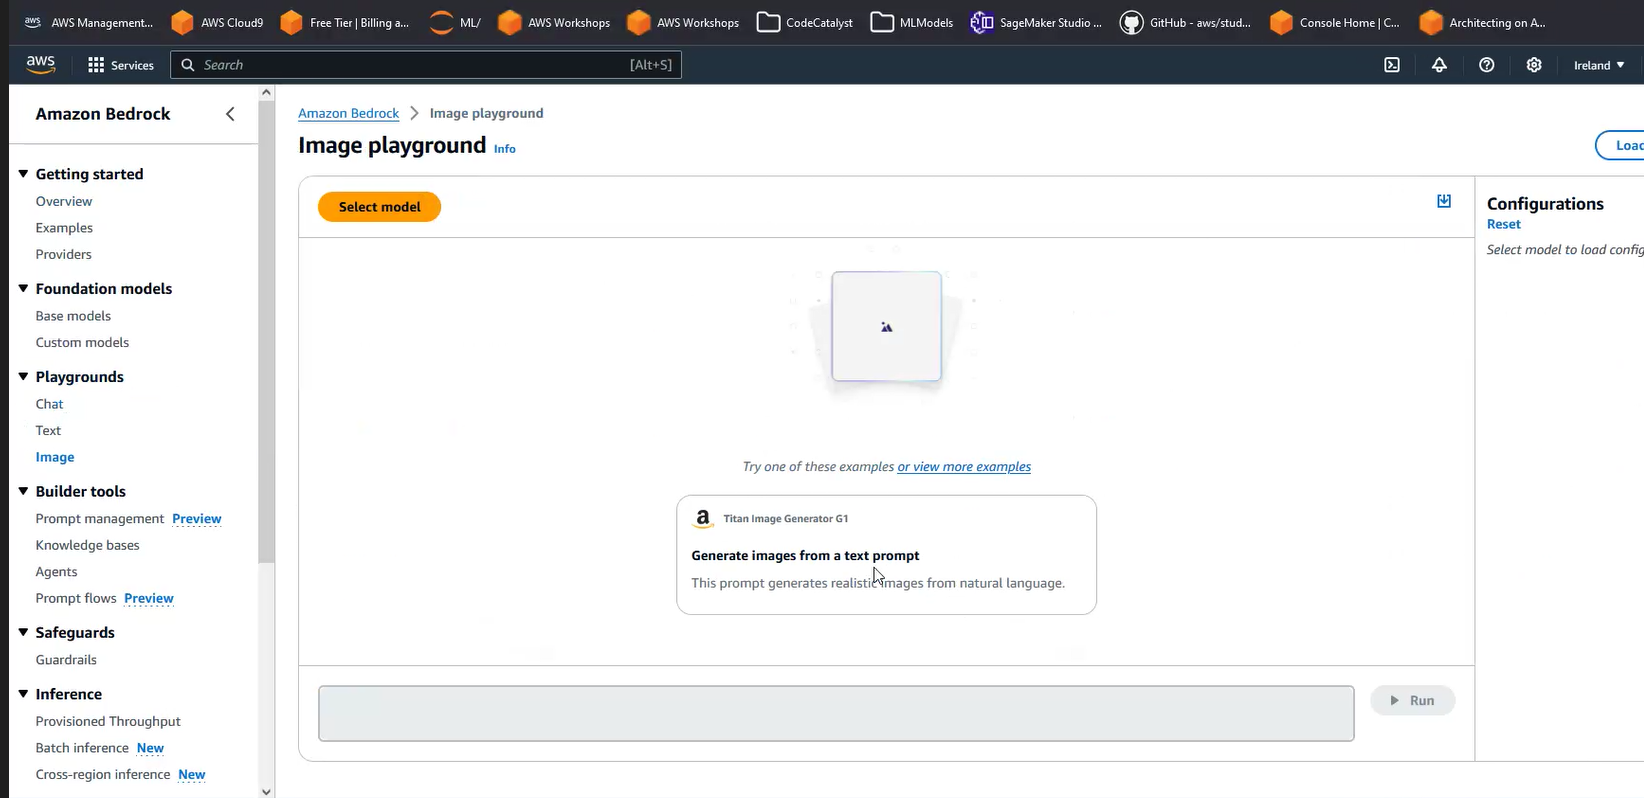 aws AWS Management... AWS Cloud9 Free Tier | Billing a... ML/ AWS Workshops AWS Workshops CodeCatalyst MLModels SageMaker Studio ... GitHub - aws/stud... Console Home | C... Architecting on A...
aws Services Search [Alt+S] Ireland
Amazon Bedrock
Getting started
Overview
Examples
Providers
Foundation models
Base models
Custom models
Playgrounds
Chat
Text
Image
Builder tools
Prompt management Preview
Knowledge bases
Agents
Prompt flows Preview
Safeguards
Guardrails
Inference
Provisioned Throughput
Batch inference New
Cross-region inference New
Amazon Bedrock > Image playground
Image playground Info
Load
Select model
Try one of these examples or view more examples
a Titan Image Generator G1
Generate images from a text prompt
This prompt generates realistic images from natural language.
Run
Configurations
Reset
Select model to load config